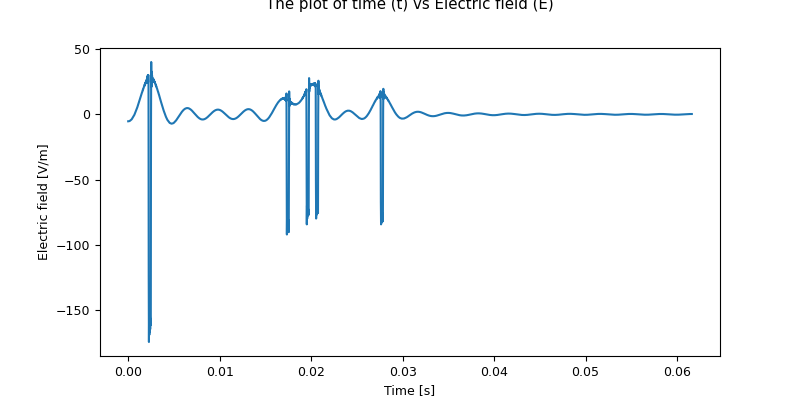 The plot of time (t) vs Electric field (E)
50
0
−50
−100
−150
Electric field [V/m]
0.00 0.01 0.02 0.03 0.04 0.05 0.06
Time [s]